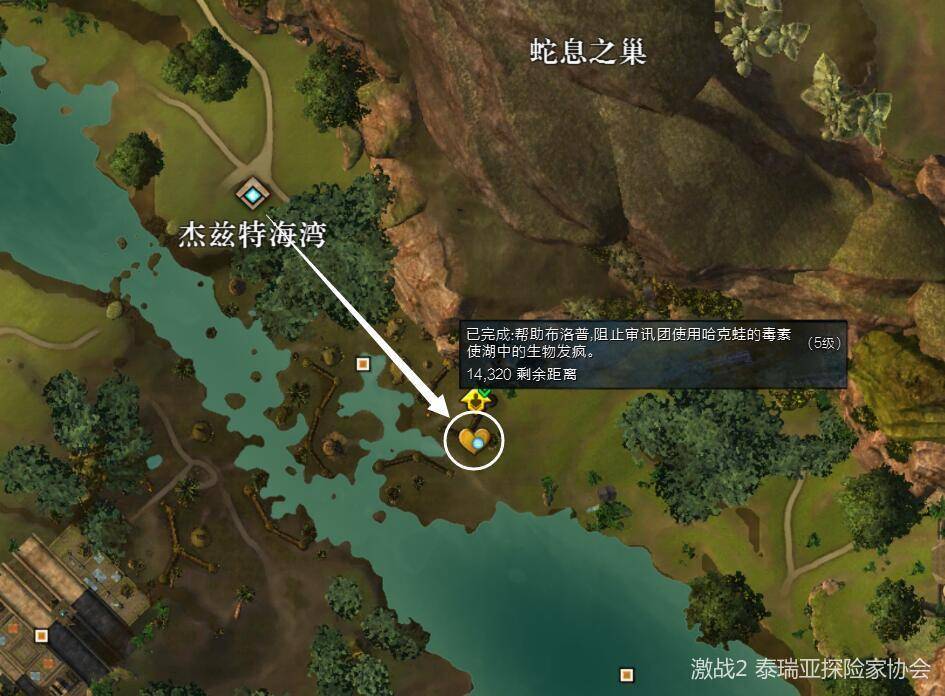 蛇息之巢
杰兹特海湾
已完成:帮助布洛普,阻止审讯团使用哈克蛙的毒素
使湖中的生物发疯。
(5级)
14,320 剩余距离
激战2 泰瑞亚探险家协会